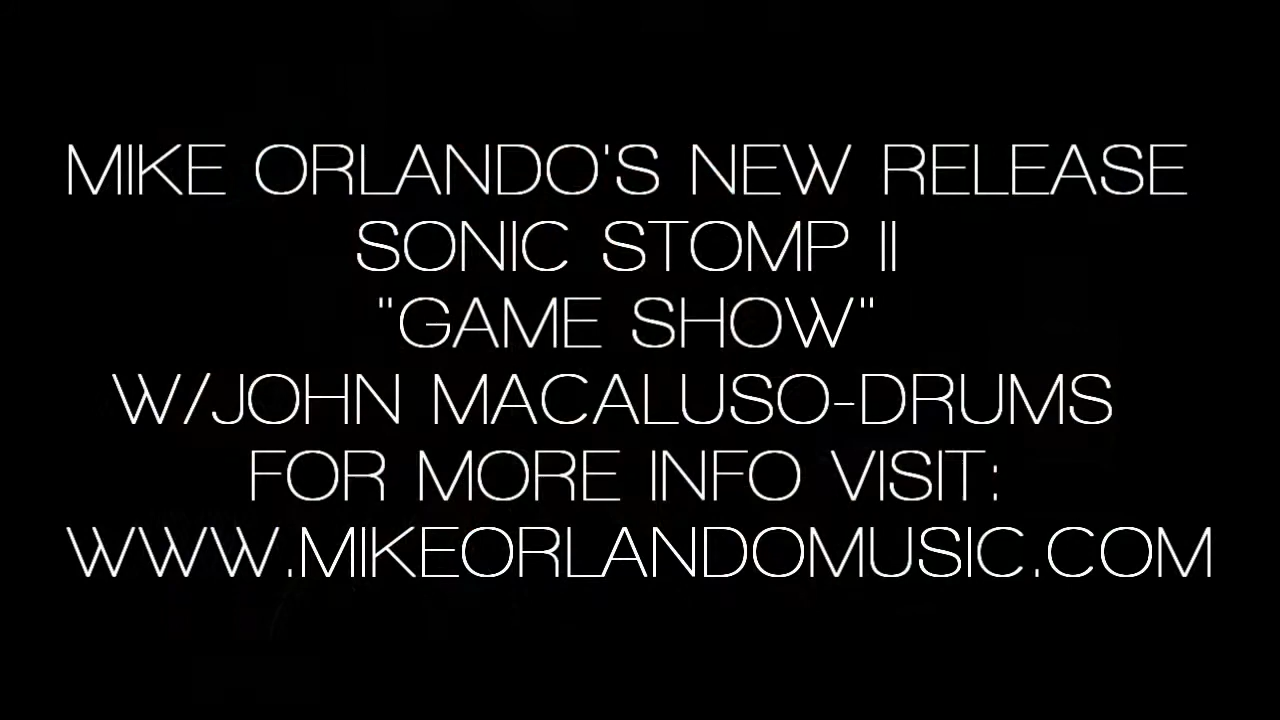 MIKE ORLANDO'S NEW RELEASE
SONIC STOMP II
"GAME SHOW"
W/JOHN MACALUSO-DRUMS
FOR MORE INFO VISIT:
WWW.MIKEORLANDOMUSIC.COM